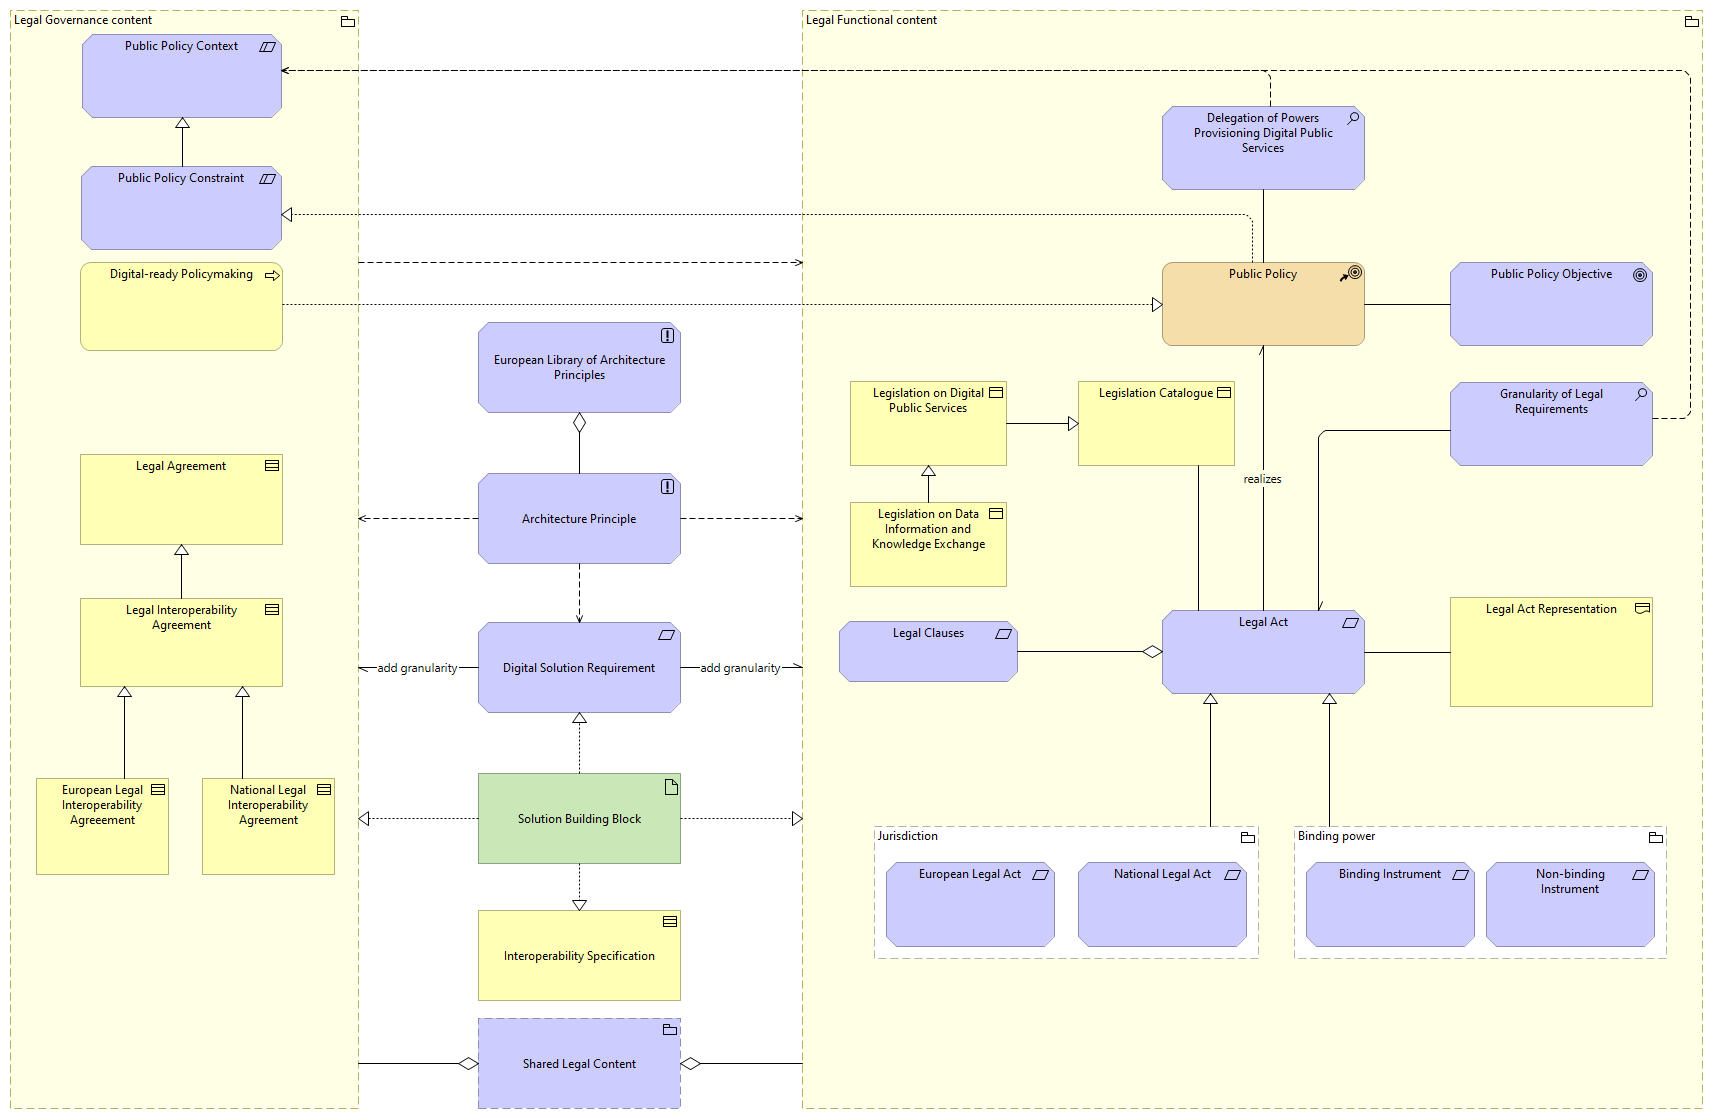 Legal Governance content
Public Policy Context
Public Policy Constraint
Digital-ready Policymaking
Legal Agreement
Legal Interoperability
Agreement
European Legal
Interoperability
Agreeement
National Legal
Interoperability
Agreement
European Library of Architecture
Principles
Architecture Principle
Digital Solution Requirement
add granularity
add granularity
Solution Building Block
Interoperability Specification
Shared Legal Content
Legal Functional content
Delegation of Powers
Provisioning Digital Public
Services
Public Policy
Public Policy Objective
Legislation on Digital
Public Services
Legislation Catalogue
Granularity of Legal
Requirements
realizes
Legislation on Data
Information and
Knowledge Exchange
Legal Clauses
Legal Act
Legal Act Representation
Jurisdiction
European Legal Act
National Legal Act
Binding power
Binding Instrument
Non-binding
Instrument